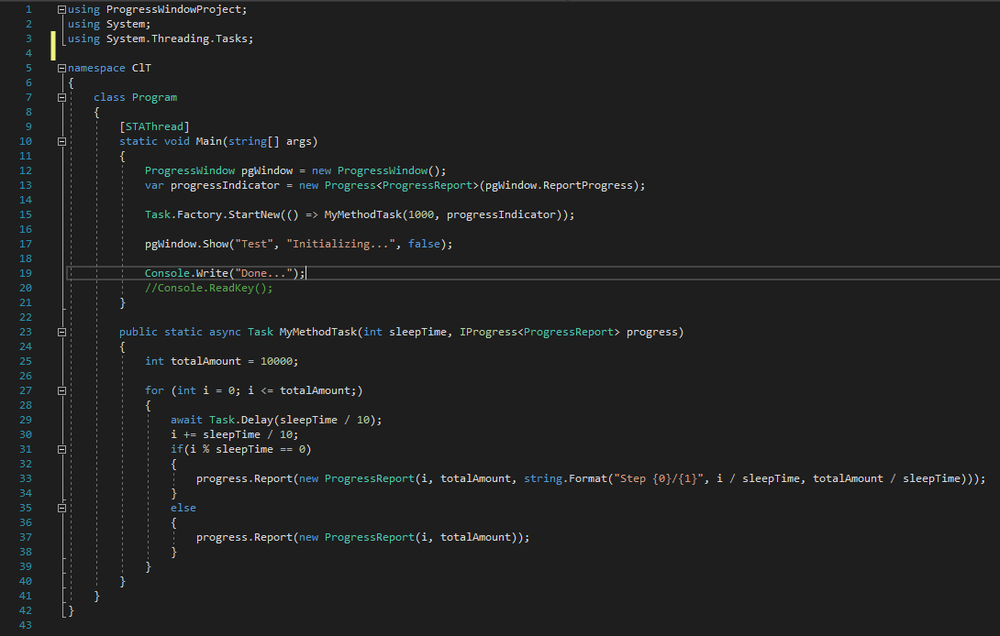 1 using ProgressWindowProject;
2 using System;
3 using System.Threading.Tasks;
4
5 namespace ClT
6 {
7     class Program
8     {
9         [STAThread]
10         static void Main(string[] args)
11         {
12             ProgressWindow pgWindow = new ProgressWindow();
13             var progressIndicator = new Progress<ProgressReport>(pgWindow.ReportProgress);
14
15             Task.Factory.StartNew(() => MyMethodTask(1000, progressIndicator));
16
17             pgWindow.Show("Test", "Initializing...", false);
18
19             Console.Write("Done...");
20             //Console.ReadKey();
21         }
22
23         public static async Task MyMethodTask(int sleepTime, IProgress<ProgressReport> progress)
24         {
25             int totalAmount = 10000;
26
27             for (int i = 0; i <= totalAmount;)
28             {
29                 await Task.Delay(sleepTime / 10);
30                 i += sleepTime / 10;
31                 if(i % sleepTime == 0)
32                 {
33                     progress.Report(new ProgressReport(i, totalAmount, string.Format("Step {0}/{1}", i / sleepTime, totalAmount / sleepTime)));
34                 }
35                 else
36                 {
37                     progress.Report(new ProgressReport(i, totalAmount));
38                 }
39             }
40         }
41     }
42 }
43